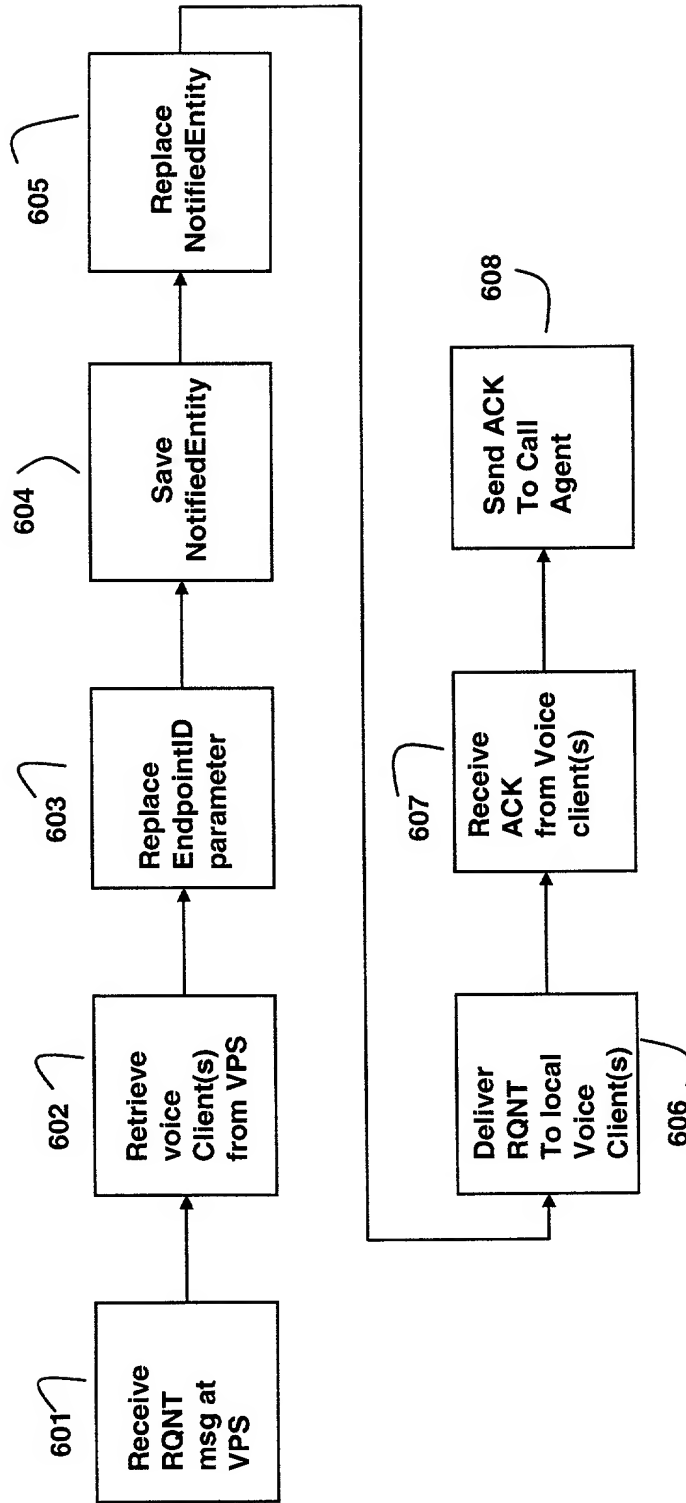 601
Receive
RQNT
msg at
VPS
602
Retrieve
voice
Client(s)
from VPS
603
Replace
EndpointID
parameter
604
Save
NotifiedEntity
605
Replace
NotifiedEntity
606
Deliver
RQNT
To local
Voice
Client(s)
607
Receive
ACK
from Voice
client(s)
608
Send ACK
To Call
Agent